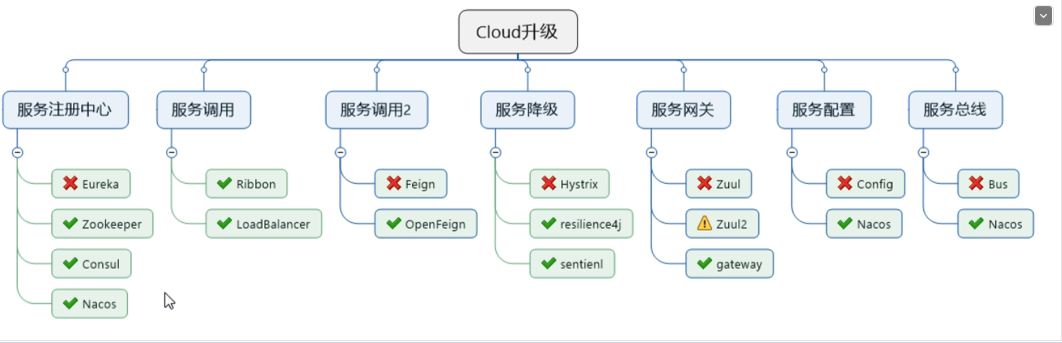 Cloud升级
服务注册中心
服务调用
服务调用2
服务降级
服务网关
服务配置
服务总线
Eureka
Zookeeper
Consul
Nacos
Ribbon
LoadBalancer
Feign
OpenFeign
Hystrix
resilience4j
sentienl
Zuul
Zuul2
gateway
Config
Nacos
Bus
Nacos